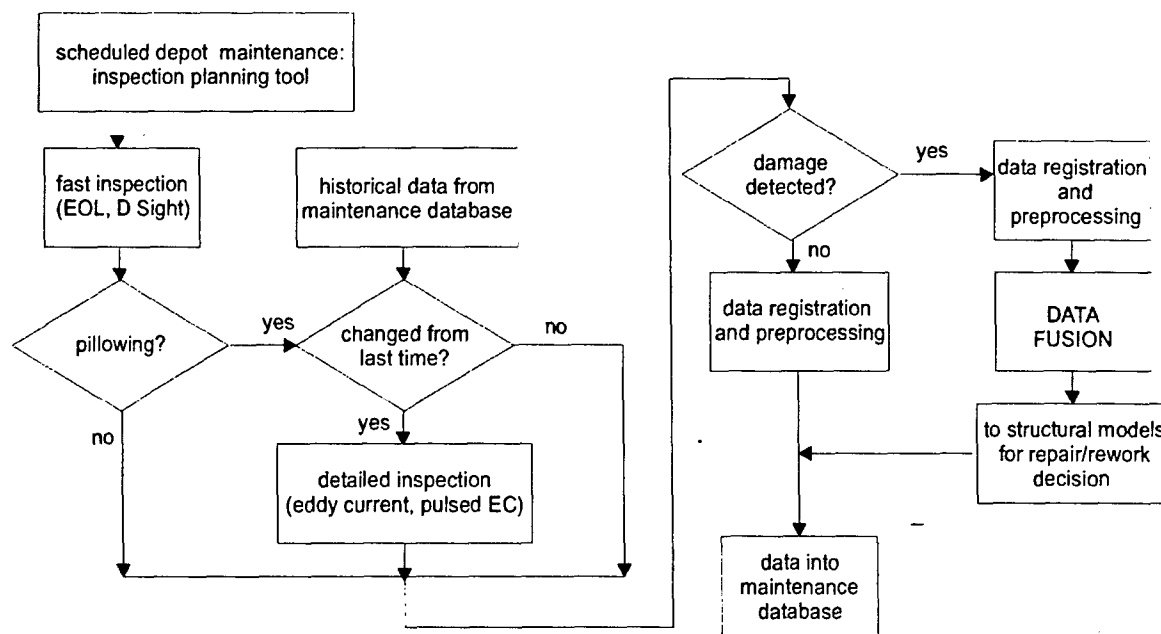 scheduled depot maintenance:
inspection planning tool
fast inspection
(EOL, D Sight)
historical data from
maintenance database
pillowing?
yes
changed from
last time?
no
no
yes
detailed inspection
(eddy current, pulsed EC)
damage
detected?
yes
data registration
and
preprocessing
no
data registration
and preprocessing
DATA
FUSION
to structural models
for repair/rework
decision
data into
maintenance
database